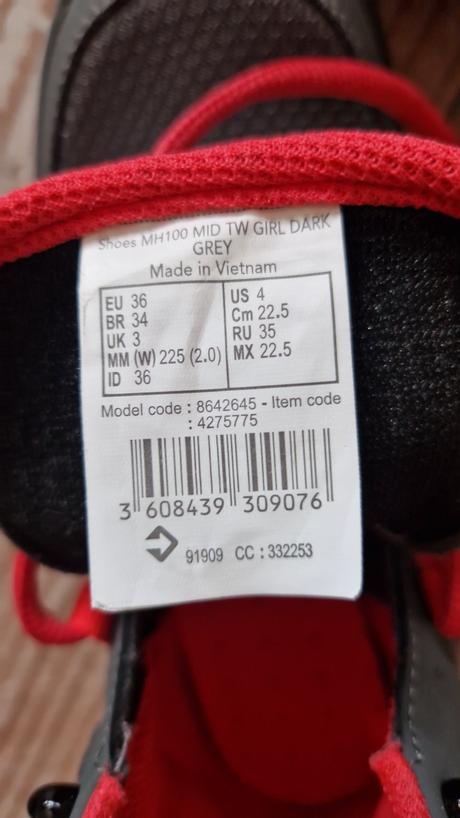 Shoes MH100 MID TW GIRL DARK
GREY
Made in Vietnam
EU 36
BR 34
UK 3
MM (W) 225 (2.0)
ID 36
US 4
Cm 22.5
RU 35
MX 22.5
Model code : 8642645 - Item code
: 4275775
3 608439 309076
91909 CC : 332253